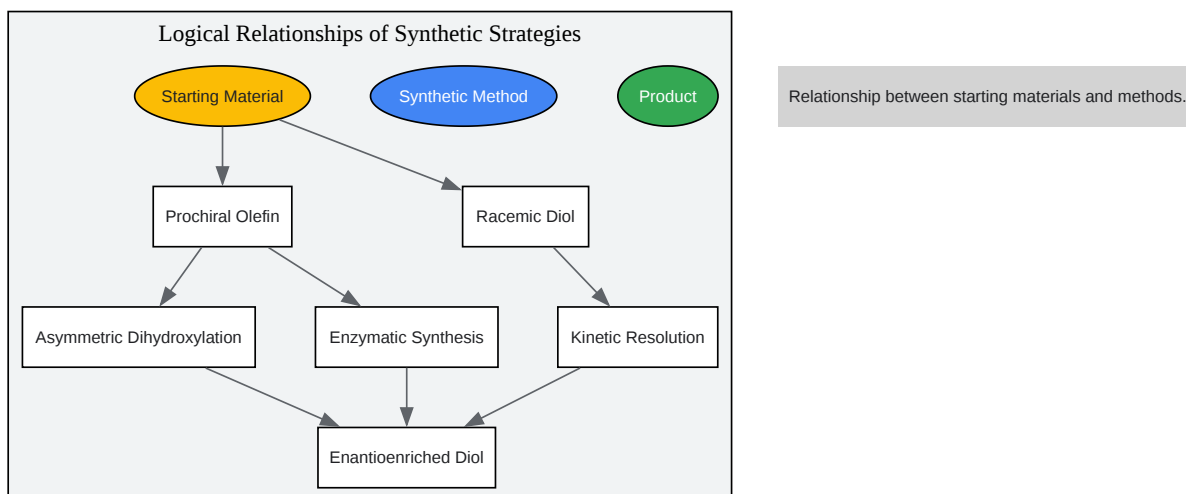 Logical Relationships of Synthetic Strategies
Starting Material
Synthetic Method
Product
Relationship between starting materials and methods.
Prochiral Olefin
Racemic Diol
Asymmetric Dihydroxylation
Enzymatic Synthesis
Kinetic Resolution
Enantioenriched Diol